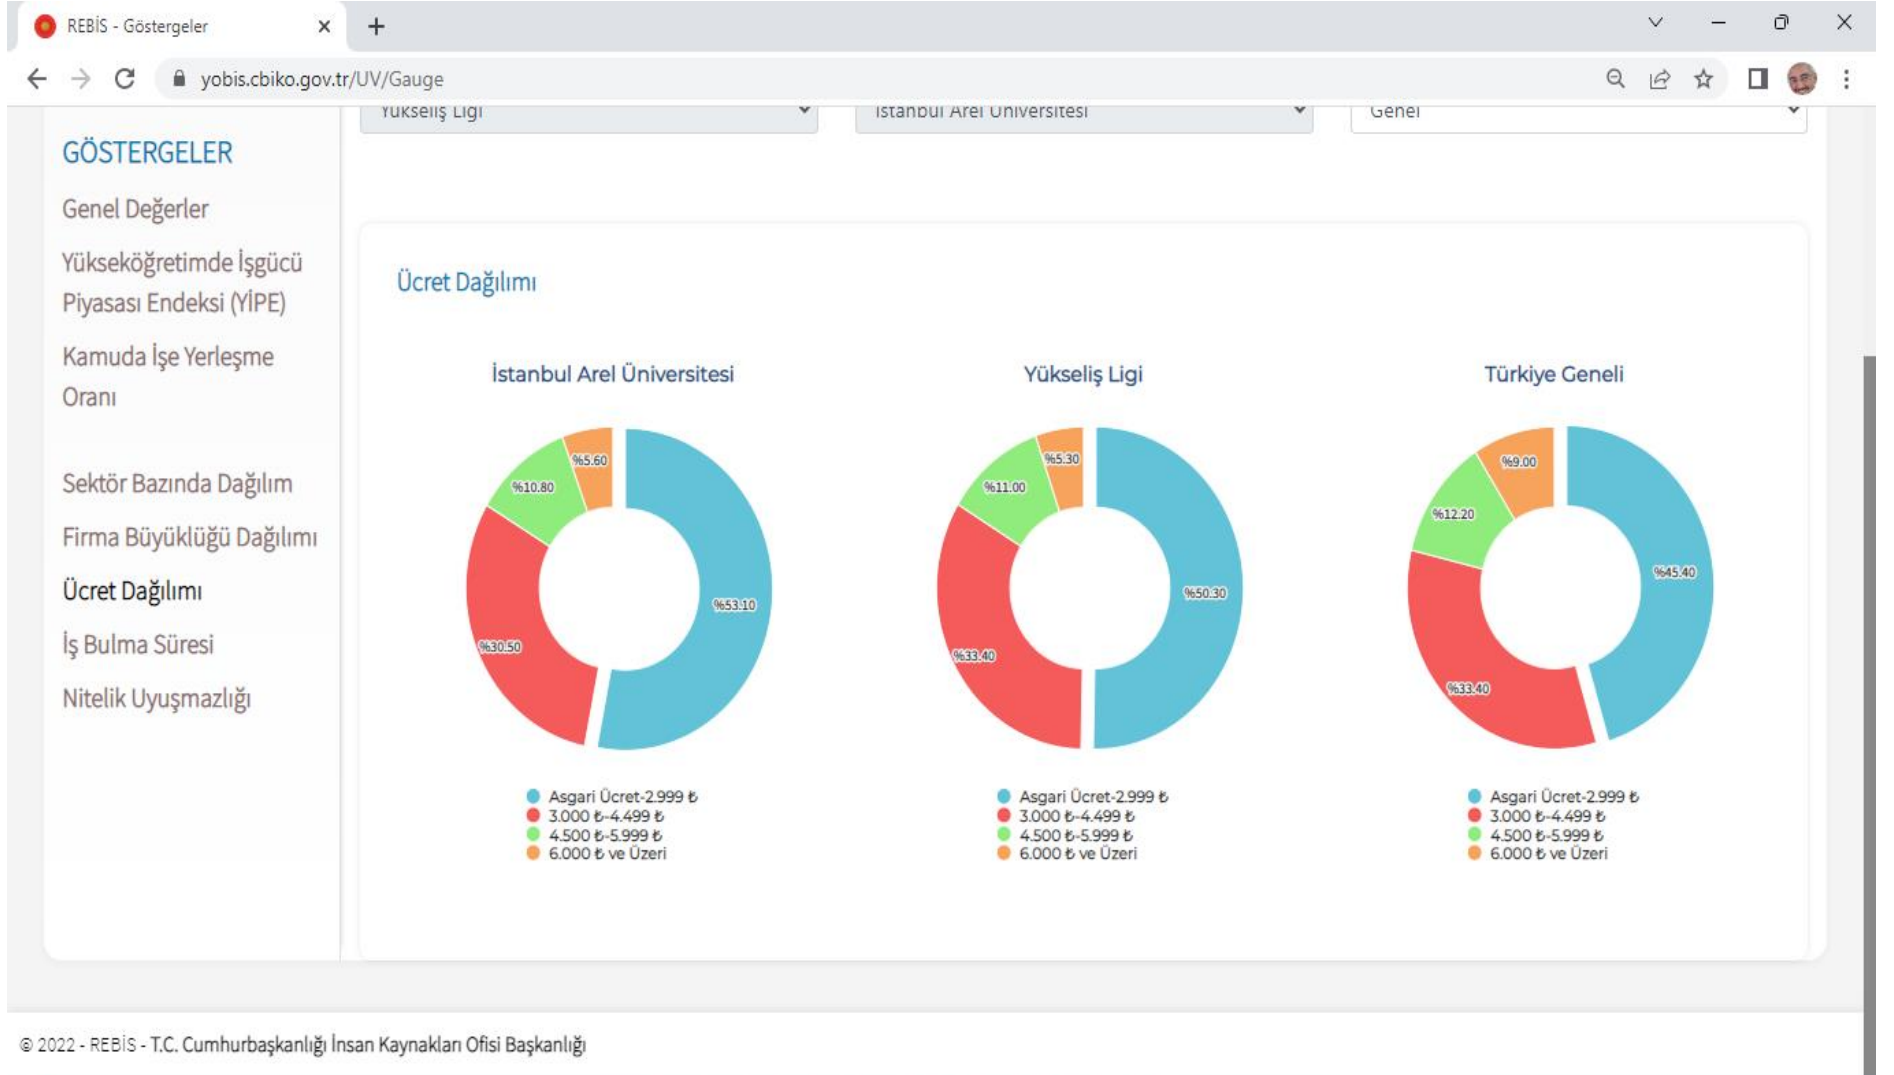 REBİS - Göstergeler
yobis.cbiko.gov.tr/UV/Gauge
Yükseliş Ligi
İstanbul Arel Üniversitesi
Genel
GÖSTERGELER
Genel Değerler
Yükseköğretimde İşgücü
Piyasası Endeksi (YİPE)
Kamuda İşe Yerleşme
Oranı
Sektör Bazında Dağılım
Firma Büyüklüğü Dağılımı
Ücret Dağılımı
İş Bulma Süresi
Nitelik Uyuşmazlığı
Ücret Dağılımı
İstanbul Arel Üniversitesi
%5.60
%10.80
%53.10
%30.50
Asgari Ücret-2.999 ₺
3.000 ₺-4.499 ₺
4.500 ₺-5.999 ₺
6.000 ₺ ve Üzeri
Yükseliş Ligi
%5.30
%11.00
%50.30
%33.40
Asgari Ücret-2.999 ₺
3.000 ₺-4.499 ₺
4.500 ₺-5.999 ₺
6.000 ₺ ve Üzeri
Türkiye Geneli
%9.00
%12.20
%45.40
%33.40
Asgari Ücret-2.999 ₺
3.000 ₺-4.499 ₺
4.500 ₺-5.999 ₺
6.000 ₺ ve Üzeri
© 2022 - REBİS - T.C. Cumhurbaşkanlığı İnsan Kaynakları Ofisi Başkanlığı